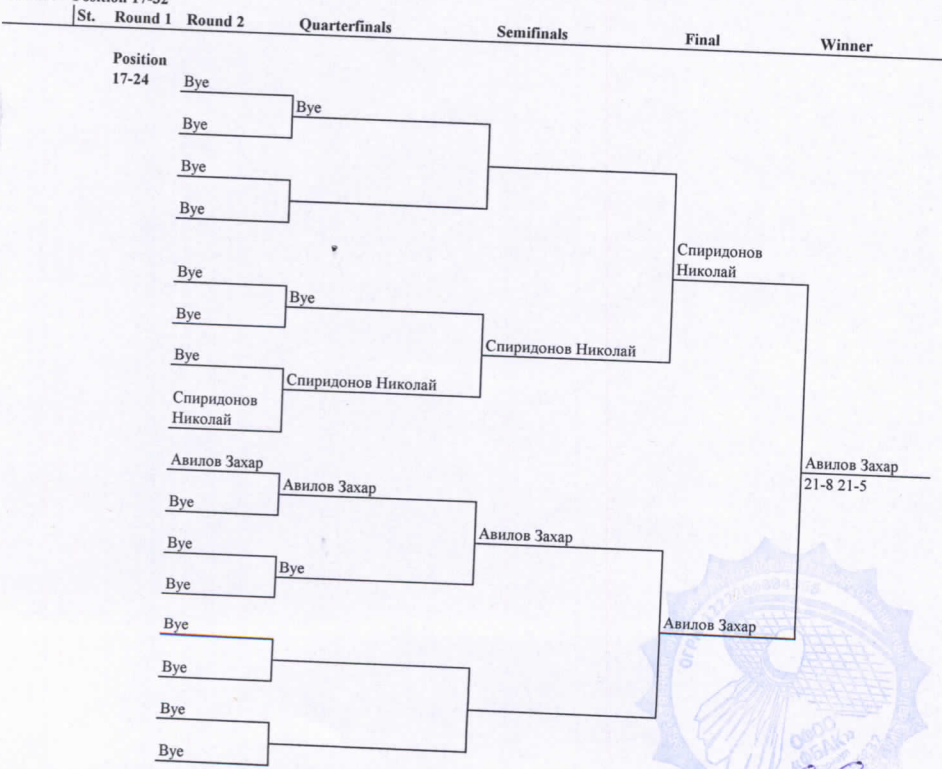 Position 17-32
St. Round 1 Round 2 Quarterfinals Semifinals Final Winner
Position
17-24
Bye
Bye
Bye
Bye
Bye
Спиридонов
Николай
Bye
Bye
Bye
Bye
Спиридонов Николай
Спиридонов Николай
Спиридонов
Николай
Авилов Захар
Авилов Захар
21-8 21-5
Авилов Захар
Bye
Авилов Захар
Bye
Bye
Bye
Авилов Захар
Bye
Bye
Bye
Bye